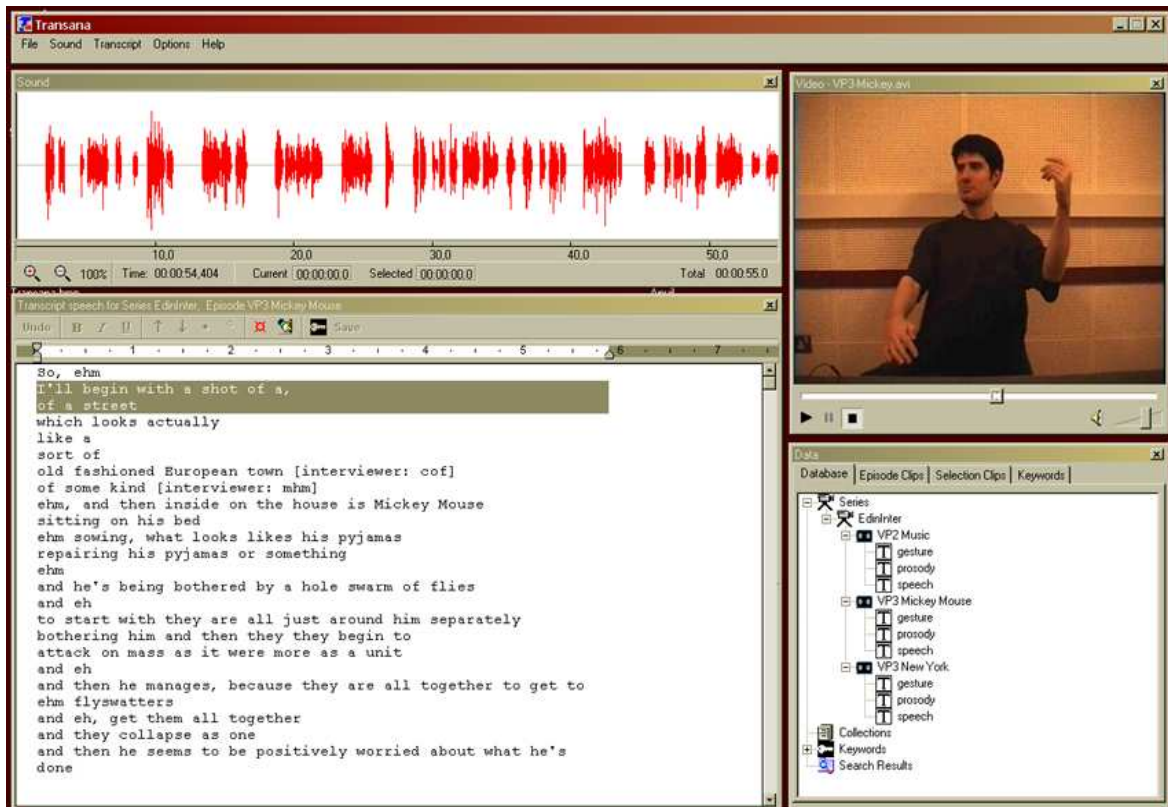 Transana
File Sound Transcript Options Help
Sound
10,0 20,0 30,0 40,0 50,0
100% Time: 00:00:54,404 Current 00:00:00.0 Selected 00:00:00.0 Total 00:00:55.0
Transcript speech for Series EdinInter, Episode VP3 Mickey Mouse
Undo B I U Save
1 2 3 4 5 6 7
So, ehm
I'll begin with a shot of a,
of a street
which looks actually
like a
sort of
old fashioned European town [interviewer: cof]
of some kind [interviewer: mhm]
ehm, and then inside on the house is Mickey Mouse
sitting on his bed
ehm sowing, what looks likes his pyjamas
repairing his pyjamas or something
ehm
and he's being bothered by a hole swarm of flies
and eh
to start with they are all just around him separately
bothering him and then they they begin to
attack on mass as it were more as a unit
and eh
and then he manages, because they are all together to get to
ehm flyswatters
and eh, get them all together
and they collapse as one
and then he seems to be positively worried about what he's
done
Video - VP3 Mickey.avi
Data
Database Episode Clips Selection Clips Keywords
Series
EdinInter
VP2 Music
T gesture
T prosody
T speech
VP3 Mickey Mouse
T gesture
T prosody
T speech
VP3 New York
T gesture
T prosody
T speech
Collections
Keywords
Search Results